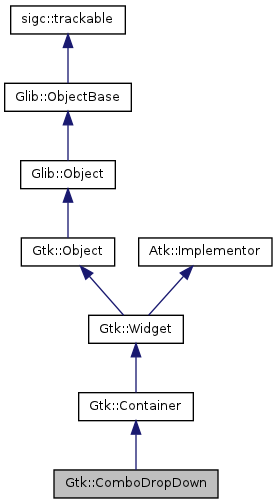 sigc::trackable
Glib::ObjectBase
Glib::Object
Gtk::Object
Atk::Implementor
Gtk::Widget
Gtk::Container
Gtk::ComboDropDown